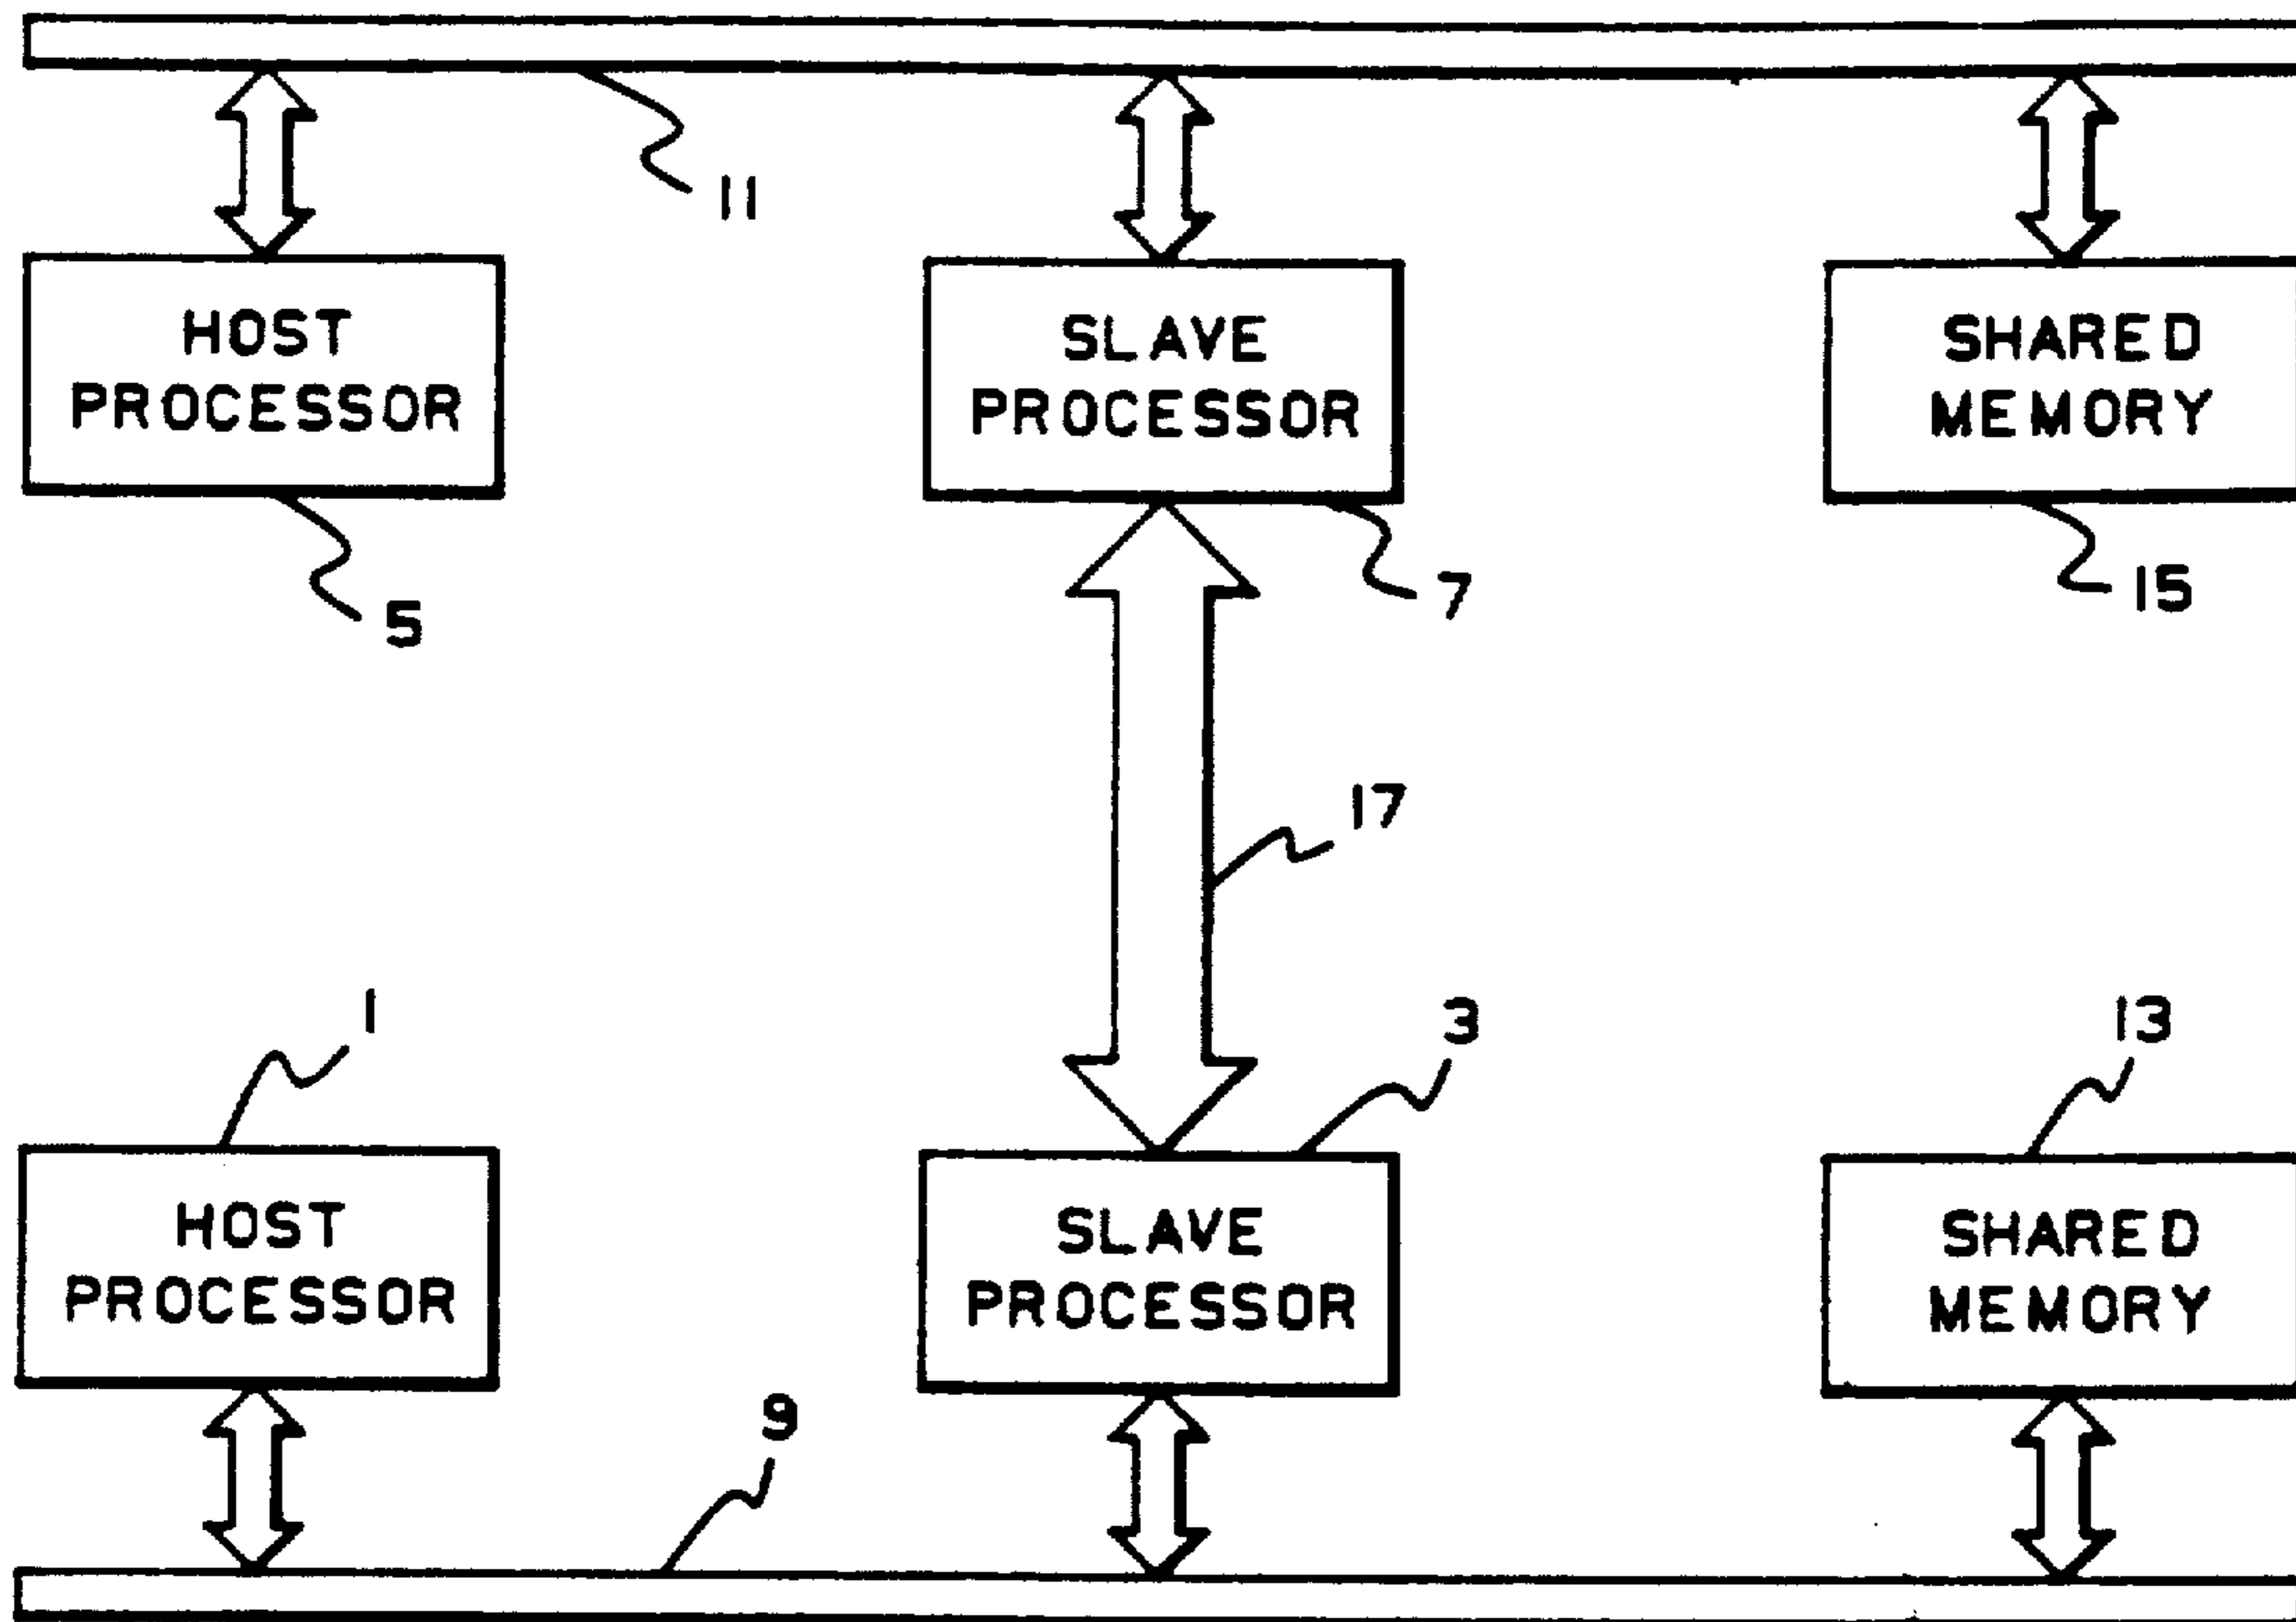 11
HOST
PROCESSOR
SLAVE
PROCESSOR
SHARED
MEMORY
5
7
15
17
1
3
13
HOST
PROCESSOR
SLAVE
PROCESSOR
SHARED
MEMORY
9